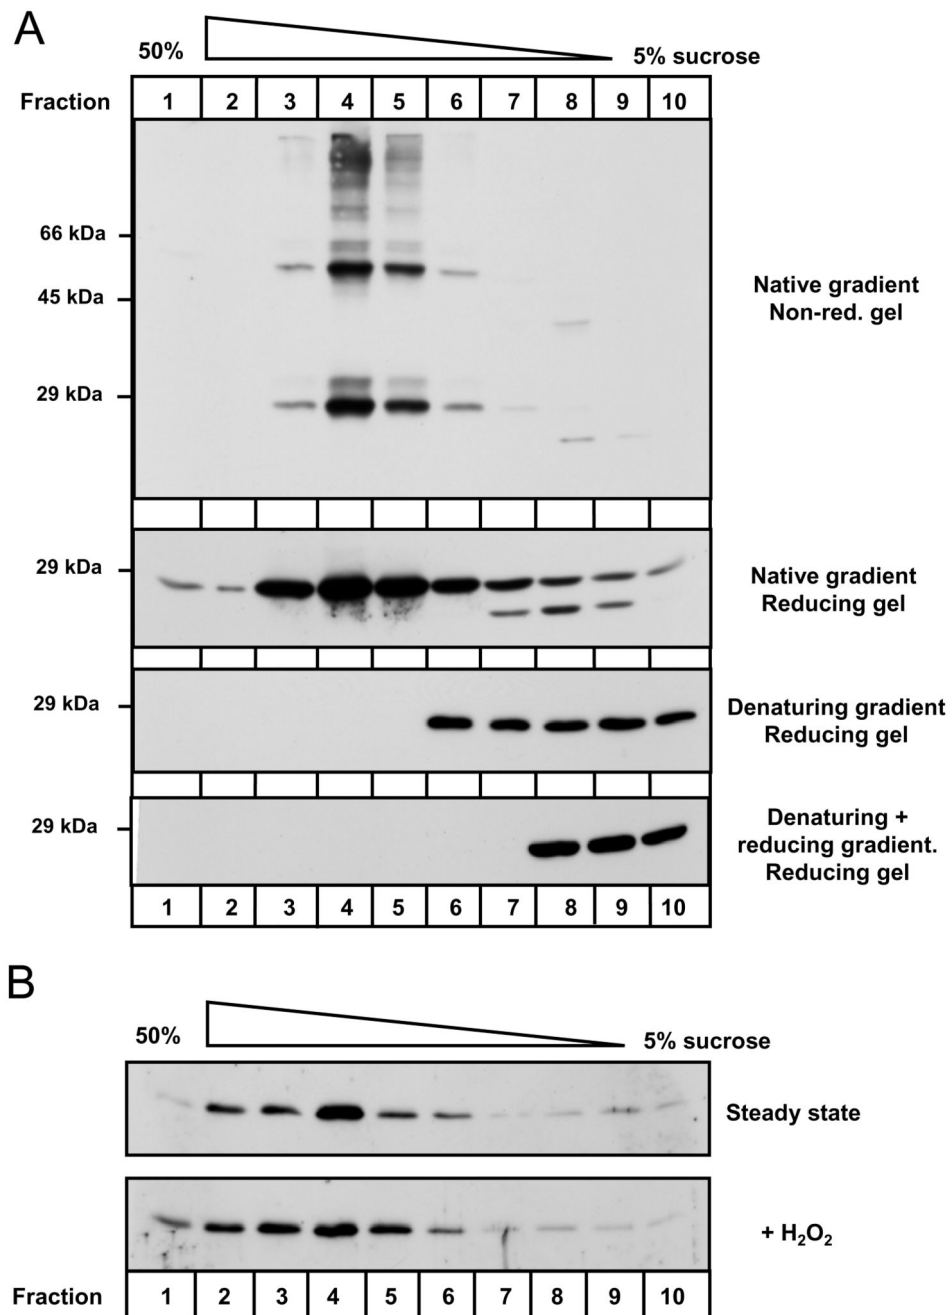 A
50%
5% sucrose
Fraction 1 2 3 4 5 6 7 8 9 10
66 kDa
45 kDa
29 kDa
Native gradient
Non-red. gel
29 kDa
Native gradient
Reducing gel
29 kDa
Denaturing gradient
Reducing gel
29 kDa
Denaturing +
reducing gradient.
Reducing gel
1 2 3 4 5 6 7 8 9 10
B
50%
5% sucrose
Steady state
+ H₂O₂
Fraction 1 2 3 4 5 6 7 8 9 10